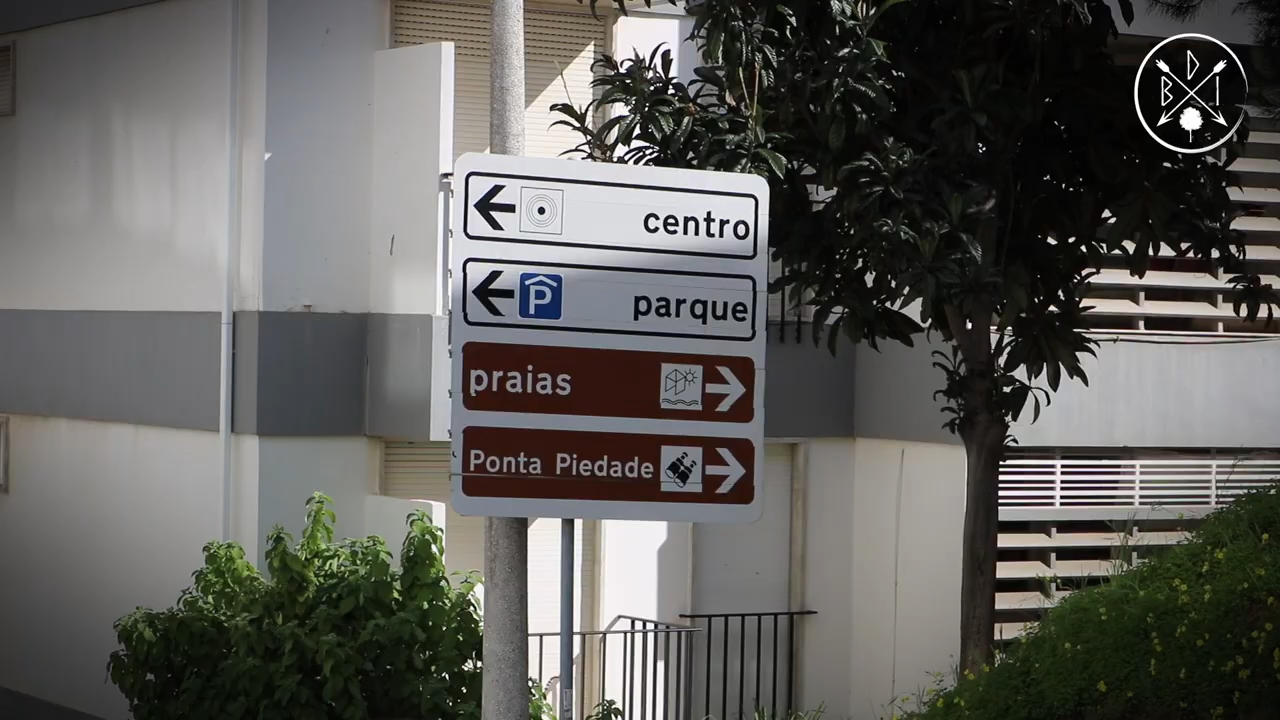 centro
P parque
praias
Ponta Piedade
B D I